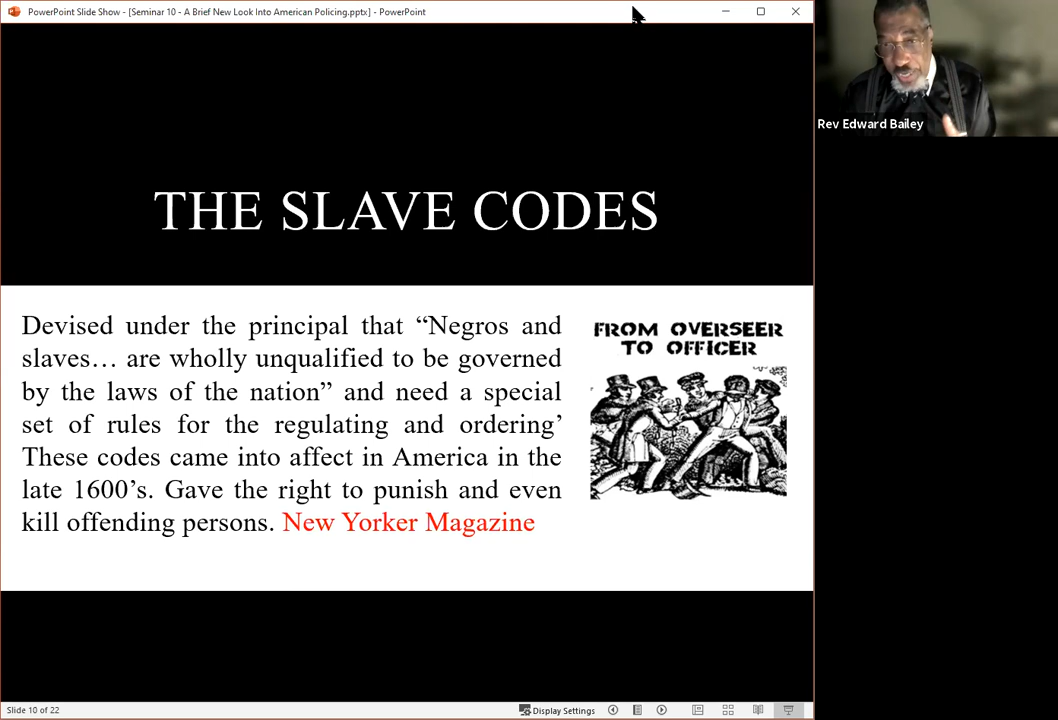 PowerPoint Slide Show - [Seminar 10 - A Brief New Look Into American Policing.pptx] - PowerPoint
Rev Edward Bailey
THE SLAVE CODES
Devised under the principal that “Negros and
slaves… are wholly unqualified to be governed
by the laws of the nation” and need a special
set of rules for the regulating and ordering’
These codes came into affect in America in the
late 1600’s. Gave the right to punish and even
kill offending persons. New Yorker Magazine
FROM OVERSEER
TO OFFICER
Slide 10 of 22
Display Settings